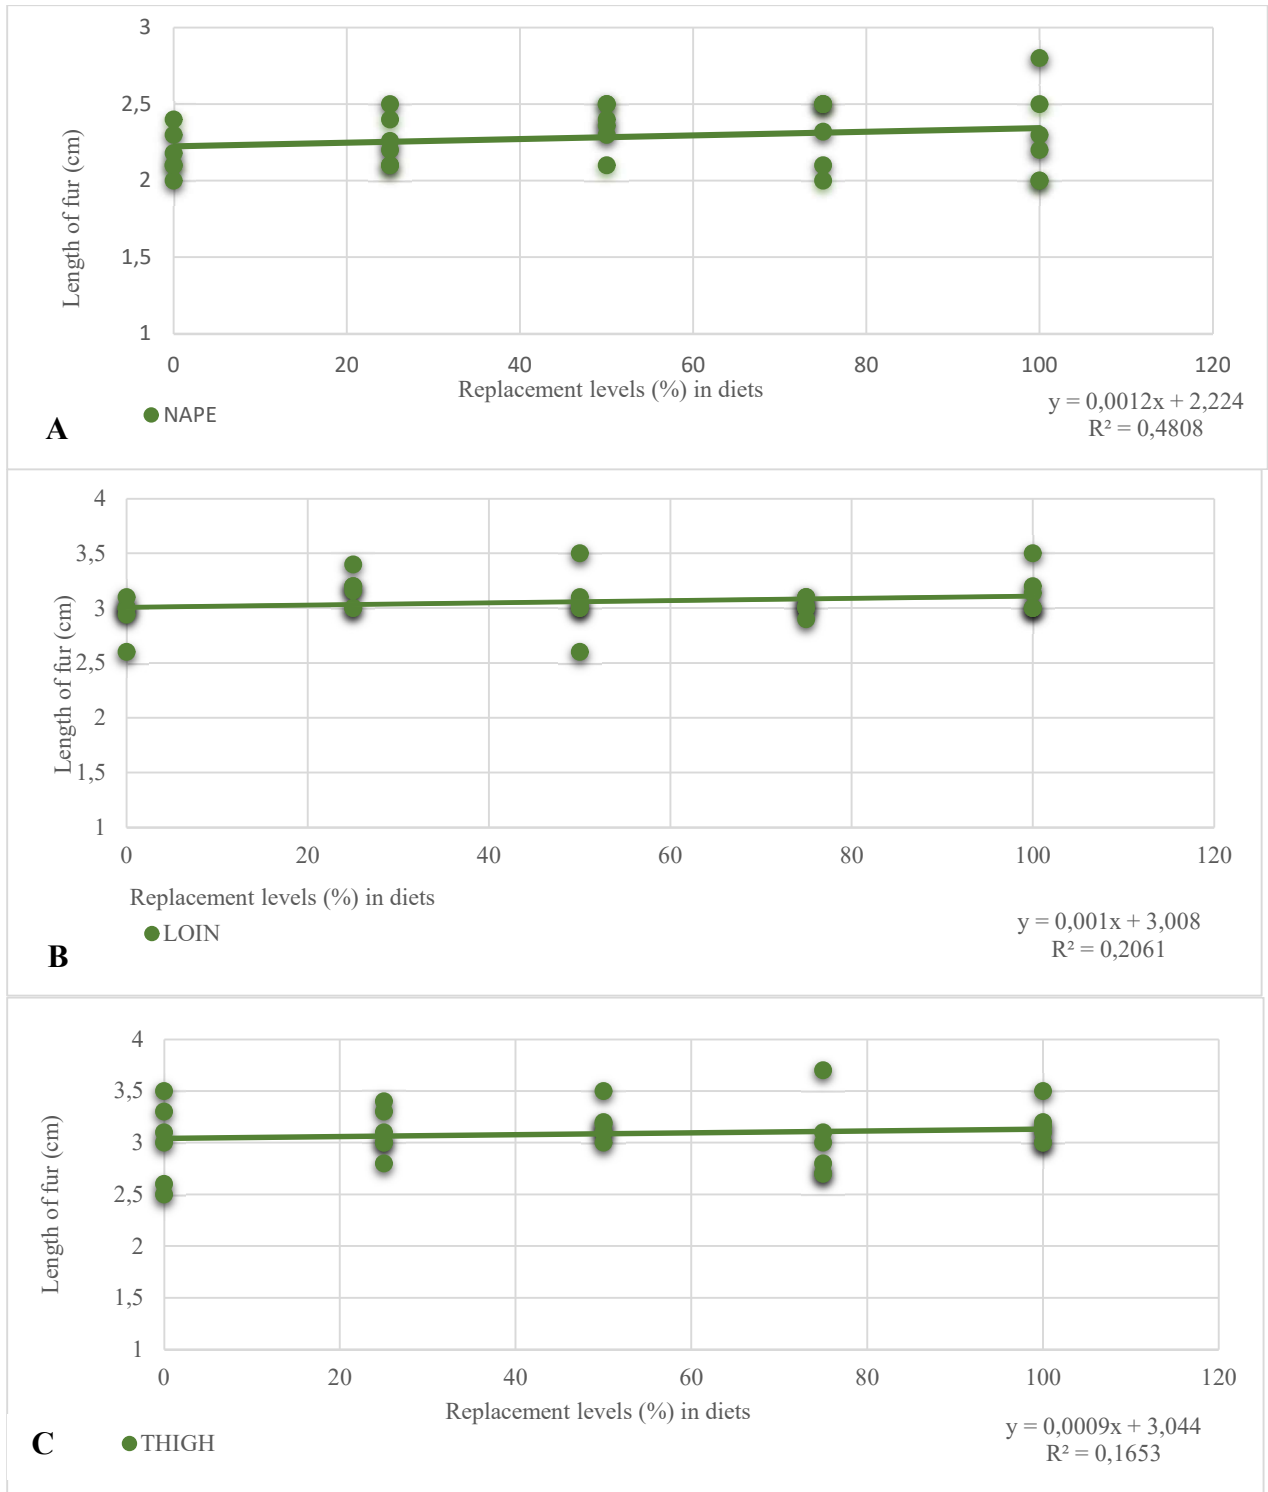 3
2,5
2
1,5
1
Length of fur (cm)
0 20 40 60 80 100 120
Replacement levels (%) in diets
NAPE
y = 0,0012x + 2,224
R² = 0,4808
A
4
3,5
3
2,5
2
1,5
1
Length of fur (cm)
0 20 40 60 80 100 120
Replacement levels (%) in diets
LOIN
y = 0,001x + 3,008
R² = 0,2061
B
4
3,5
3
2,5
2
1,5
1
Length of fur (cm)
0 20 40 60 80 100 120
Replacement levels (%) in diets
THIGH
y = 0,0009x + 3,044
R² = 0,1653
C